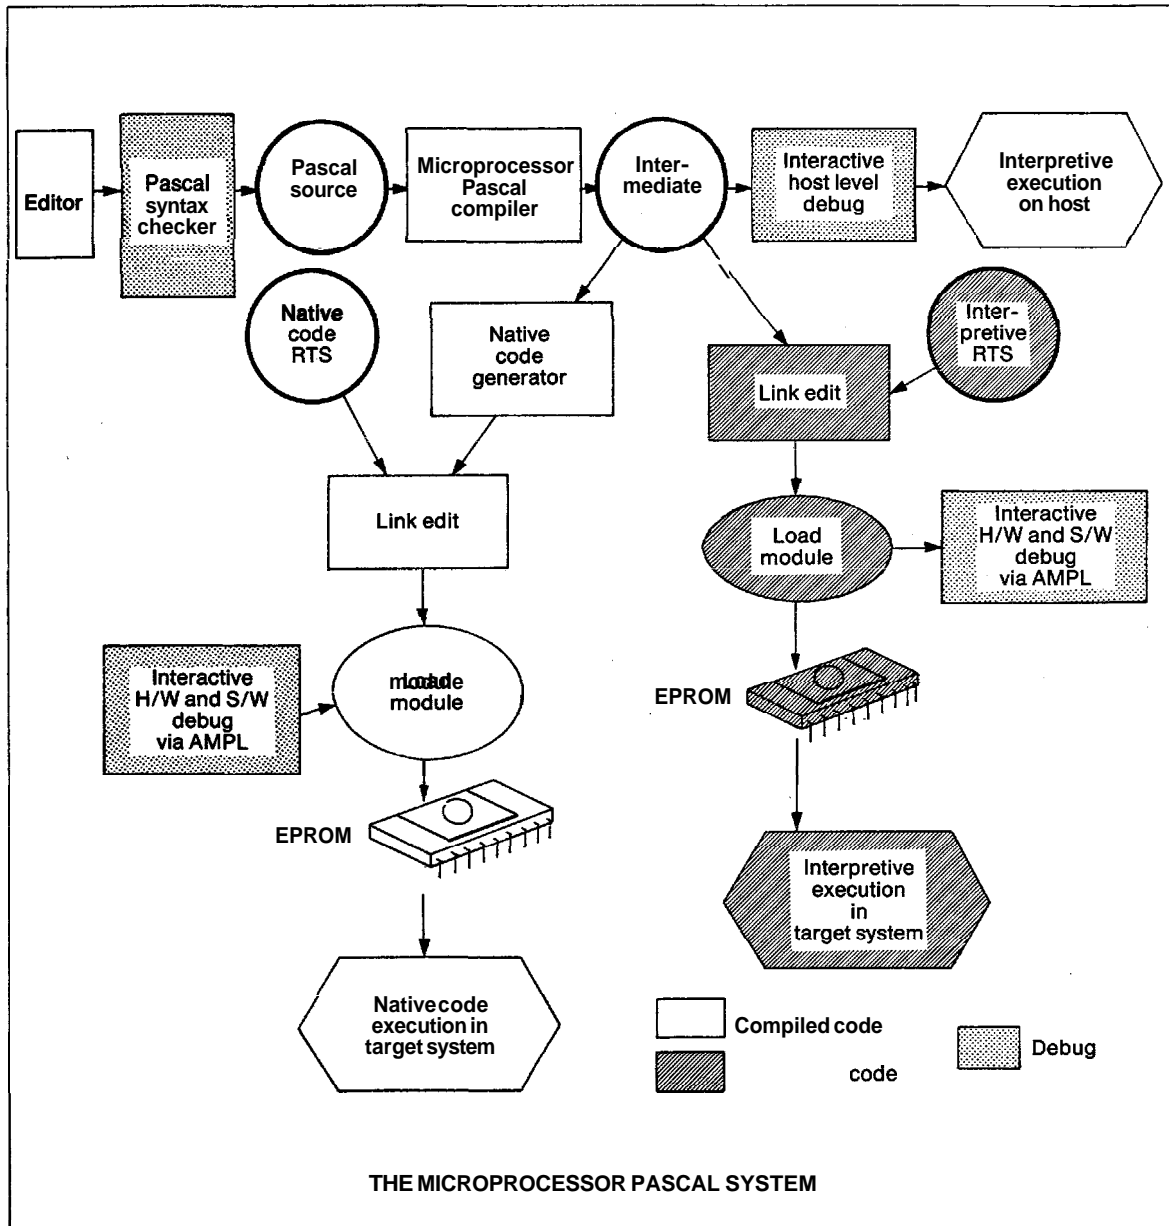 Editor
Pascal
syntax
checker
Pascal
source
Microprocessor
Pascal
compiler
Inter-
mediate
Interactive
host level
debug
Interpretive
execution
on host
Native
code
RTS
Native
code
generator
Inter-
pretive
RTS
Link edit
Link edit
Load
module
Interactive
H/W and S/W
debug
via AMPL
Interactive
H/W and S/W
debug
via AMPL
Load
module
EPROM
EPROM
Interpretive
execution
in
target system
Native code
execution in
target system
Compiled code
code
Debug
THE MICROPROCESSOR PASCAL SYSTEM